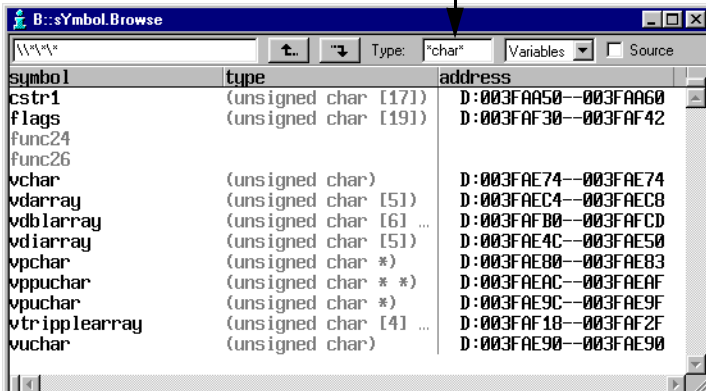 B::sYmbol.Browse
\\*\*\* t.. Type: *char* Variables Source
symbol type address
cstr1 (unsigned char [17]) D:003FAA50--003FAA60
flags (unsigned char [19]) D:003FAF30--003FAF42
func24
func26
vchar (unsigned char) D:003FAE74--003FAE74
vdarray (unsigned char [5]) D:003FAEC4--003FAEC8
vdblarray (unsigned char [6] ... D:003FAFB0--003FAFCD
vdiarray (unsigned char [5]) D:003FAE4C--003FAE50
vpchar (unsigned char *) D:003FAE80--003FAE83
vppuchar (unsigned char * *) D:003FAEAC--003FAEAF
vpuchar (unsigned char *) D:003FAE9C--003FAE9F
vtripplearray (unsigned char [4] ... D:003FAF18--003FAF2F
vuchar (unsigned char) D:003FAE90--003FAE90